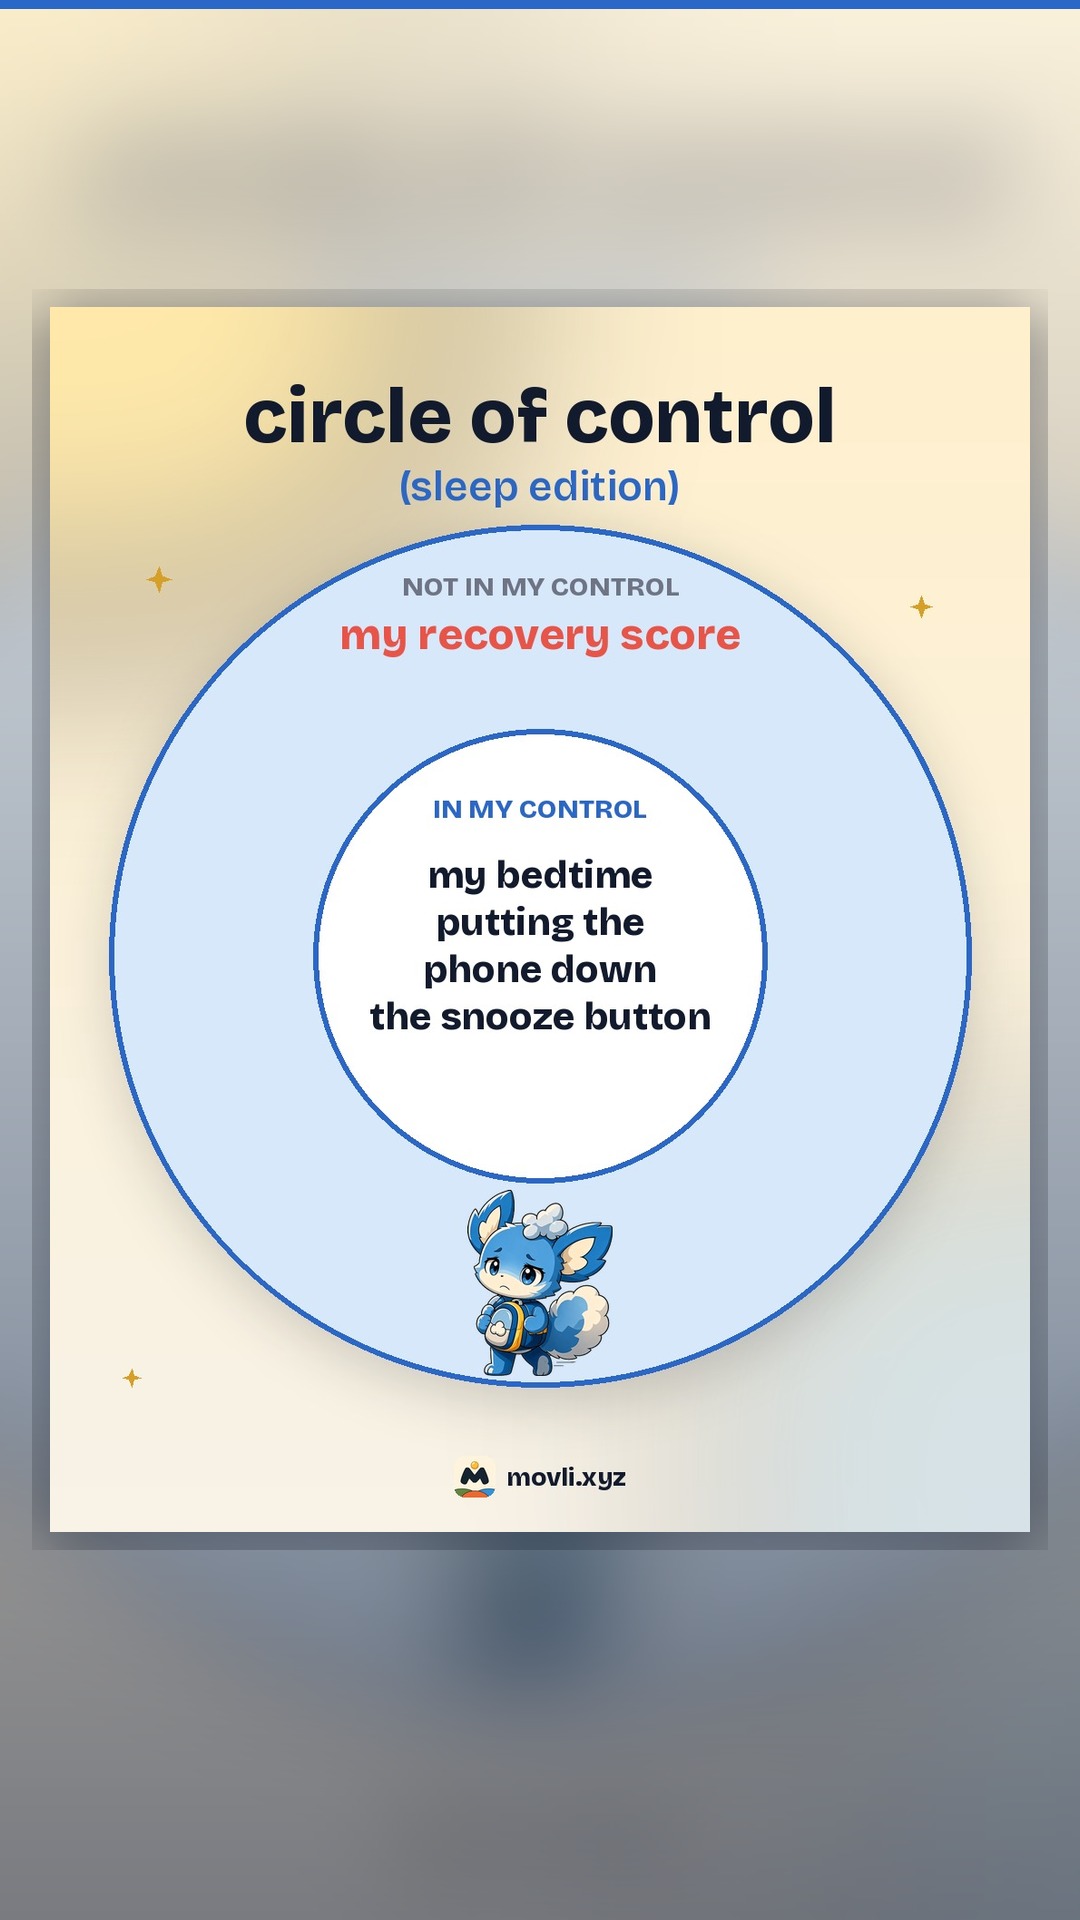 circle of control
(sleep edition)
NOT IN MY CONTROL
my recovery score
IN MY CONTROL
my bedtime
putting the
phone down
the snooze button
movli.xyz